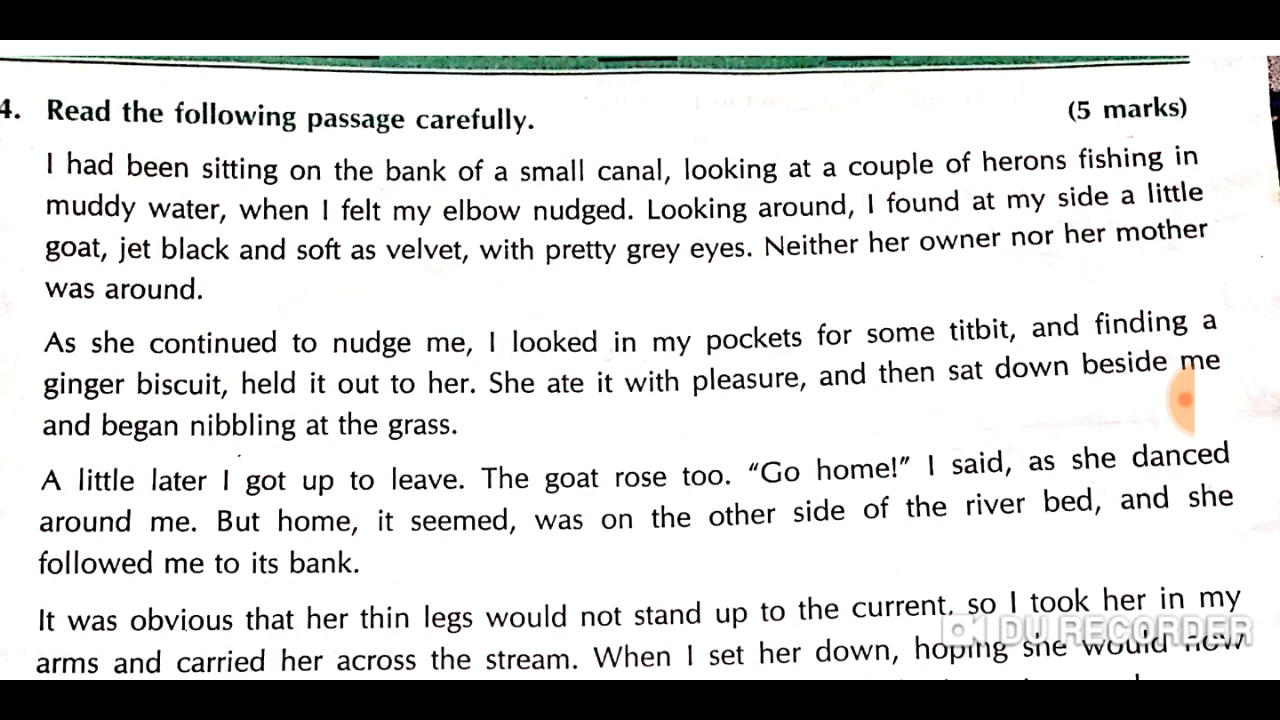 4. Read the following passage carefully. (5 marks)
I had been sitting on the bank of a small canal, looking at a couple of herons fishing in
muddy water, when I felt my elbow nudged. Looking around, I found at my side a little
goat, jet black and soft as velvet, with pretty grey eyes. Neither her owner nor her mother
was around.
As she continued to nudge me, I looked in my pockets for some titbit, and finding a
ginger biscuit, held it out to her. She ate it with pleasure, and then sat down beside me
and began nibbling at the grass.
A little later I got up to leave. The goat rose too. “Go home!” I said, as she danced
around me. But home, it seemed, was on the other side of the river bed, and she
followed me to its bank.
It was obvious that her thin legs would not stand up to the current, so I took her in my
DU RECORDER
arms and carried her across the stream. When I set her down, hoping she would now